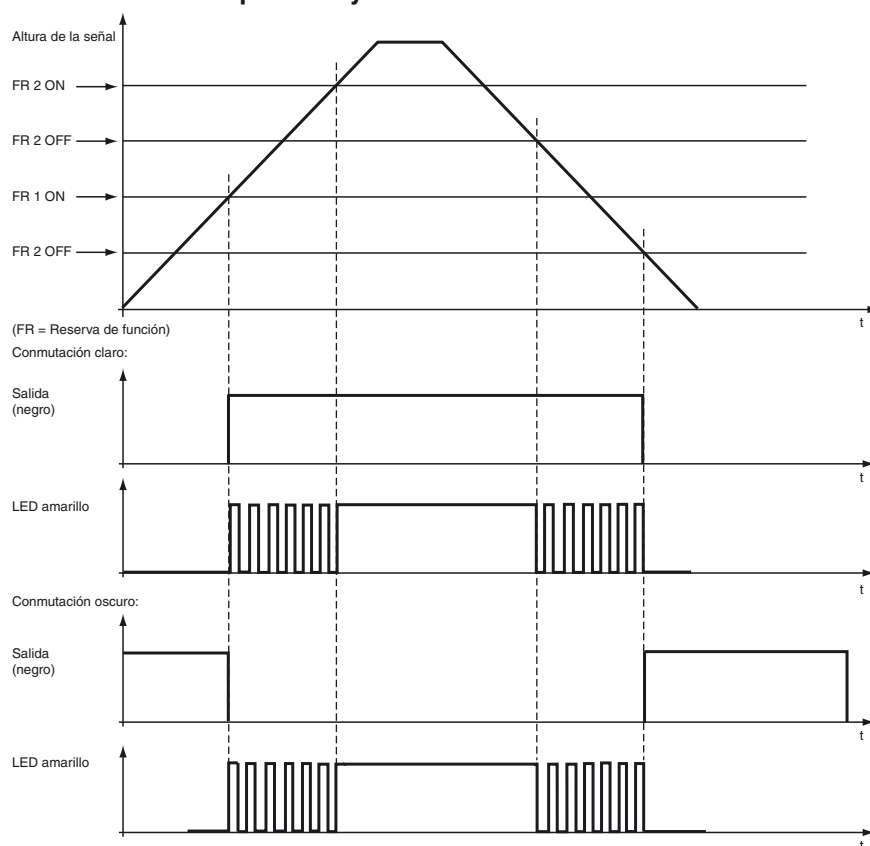 Altura de la señal
FR 2 ON
FR 2 OFF
FR 1 ON
FR 2 OFF
t
(FR = Reserva de función)
Conmutación claro:
Salida
(negro)
t
LED amarillo
t
Conmutación oscuro:
Salida
(negro)
t
LED amarillo
t